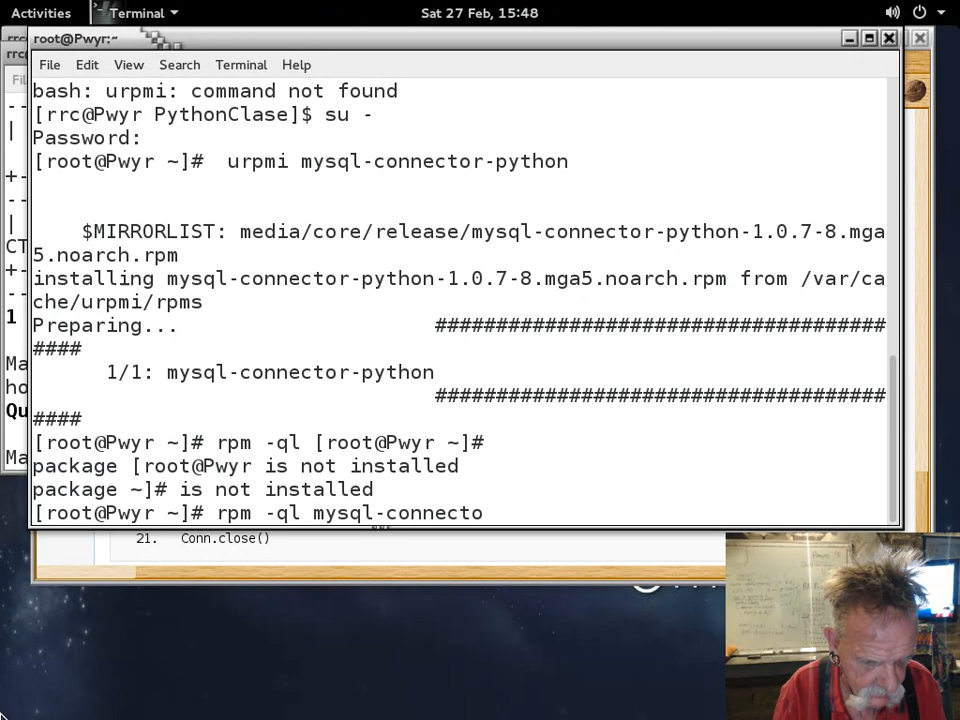 Activities Terminal Sat 27 Feb, 15:48
root@Pwyr:~
File Edit View Search Terminal Help
bash: urpmi: command not found
[rrc@Pwyr PythonClase]$ su -
Password:
[root@Pwyr ~]#  urpmi mysql-connector-python
$MIRRORLIST: media/core/release/mysql-connector-python-1.0.7-8.mga
5.noarch.rpm
installing mysql-connector-python-1.0.7-8.mga5.noarch.rpm from /var/ca
che/urpmi/rpms
Preparing... #####################################
####
1/1: mysql-connector-python
#####################################
####
[root@Pwyr ~]# rpm -ql [root@Pwyr ~]#
package [root@Pwyr is not installed
package ~]# is not installed
[root@Pwyr ~]# rpm -ql mysql-connecto
21. Conn.close()